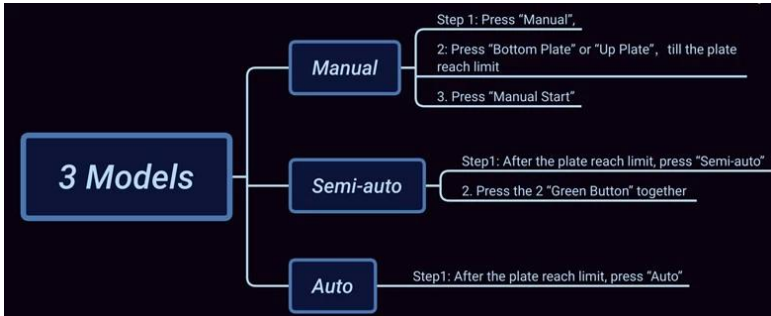 3 Models
Manual
Step 1: Press “Manual”,
2: Press “Bottom Plate” or “Up Plate”, till the plate
reach limit
3. Press “Manual Start”
Semi-auto
Step1: After the plate reach limit, press “Semi-auto”
2. Press the 2 “Green Button” together
Auto
Step1: After the plate reach limit, press “Auto”